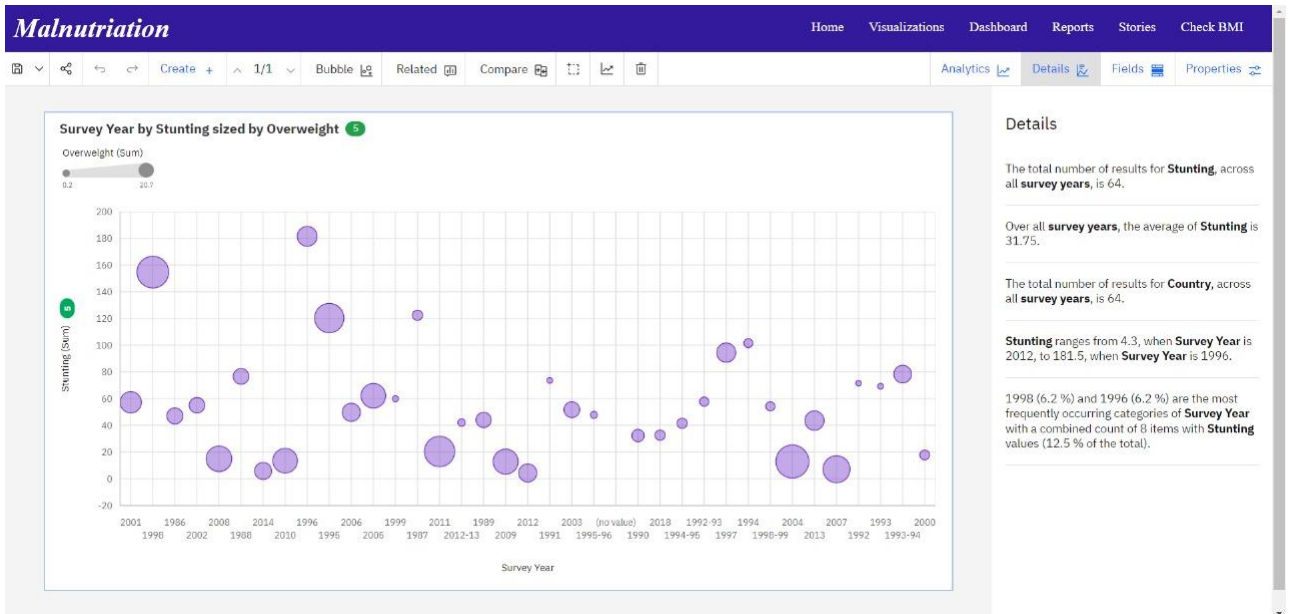 Malnutriation
Home Visualizations Dashboard Reports Stories Check BMI
Create + 1/1 Bubble Related Compare Analytics Details Fields Properties
Survey Year by Stunting sized by Overweight 5
Overweight (Sum)
0.2 20.7
Stunting (Sum) 5
200
180
160
140
120
100
80
60
40
20
0
-20
2001 1986 2008 2014 1996 2006 1999 2011 1989 2012 2003 (no value) 2018 1992-93 1994 2004 2007 1993 2000
1998 2002 1988 2010 1995 2005 1987 2012-13 2009 1991 1995-96 1990 1994-95 1997 1998-99 2013 1992 1993-94
Survey Year
Details
The total number of results for Stunting, across
all survey years, is 64.
Over all survey years, the average of Stunting is
31.75.
The total number of results for Country, across
all survey years, is 64.
Stunting ranges from 4.3, when Survey Year is
2012, to 181.5, when Survey Year is 1996.
1998 (6.2 %) and 1996 (6.2 %) are the most
frequently occurring categories of Survey Year
with a combined count of 8 items with Stunting
values (12.5 % of the total).